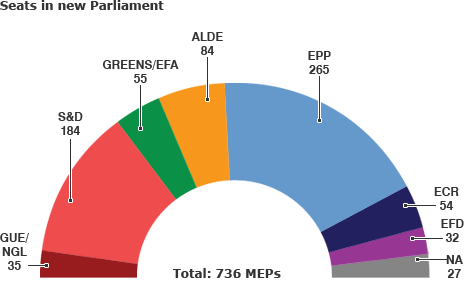 Seats in new Parliament
ALDE
84
EPP
265
GREENS/EFA
55
S&D
184
ECR
54
GUE/
NGL
35
EFD
32
NA
27
Total: 736 MEPs